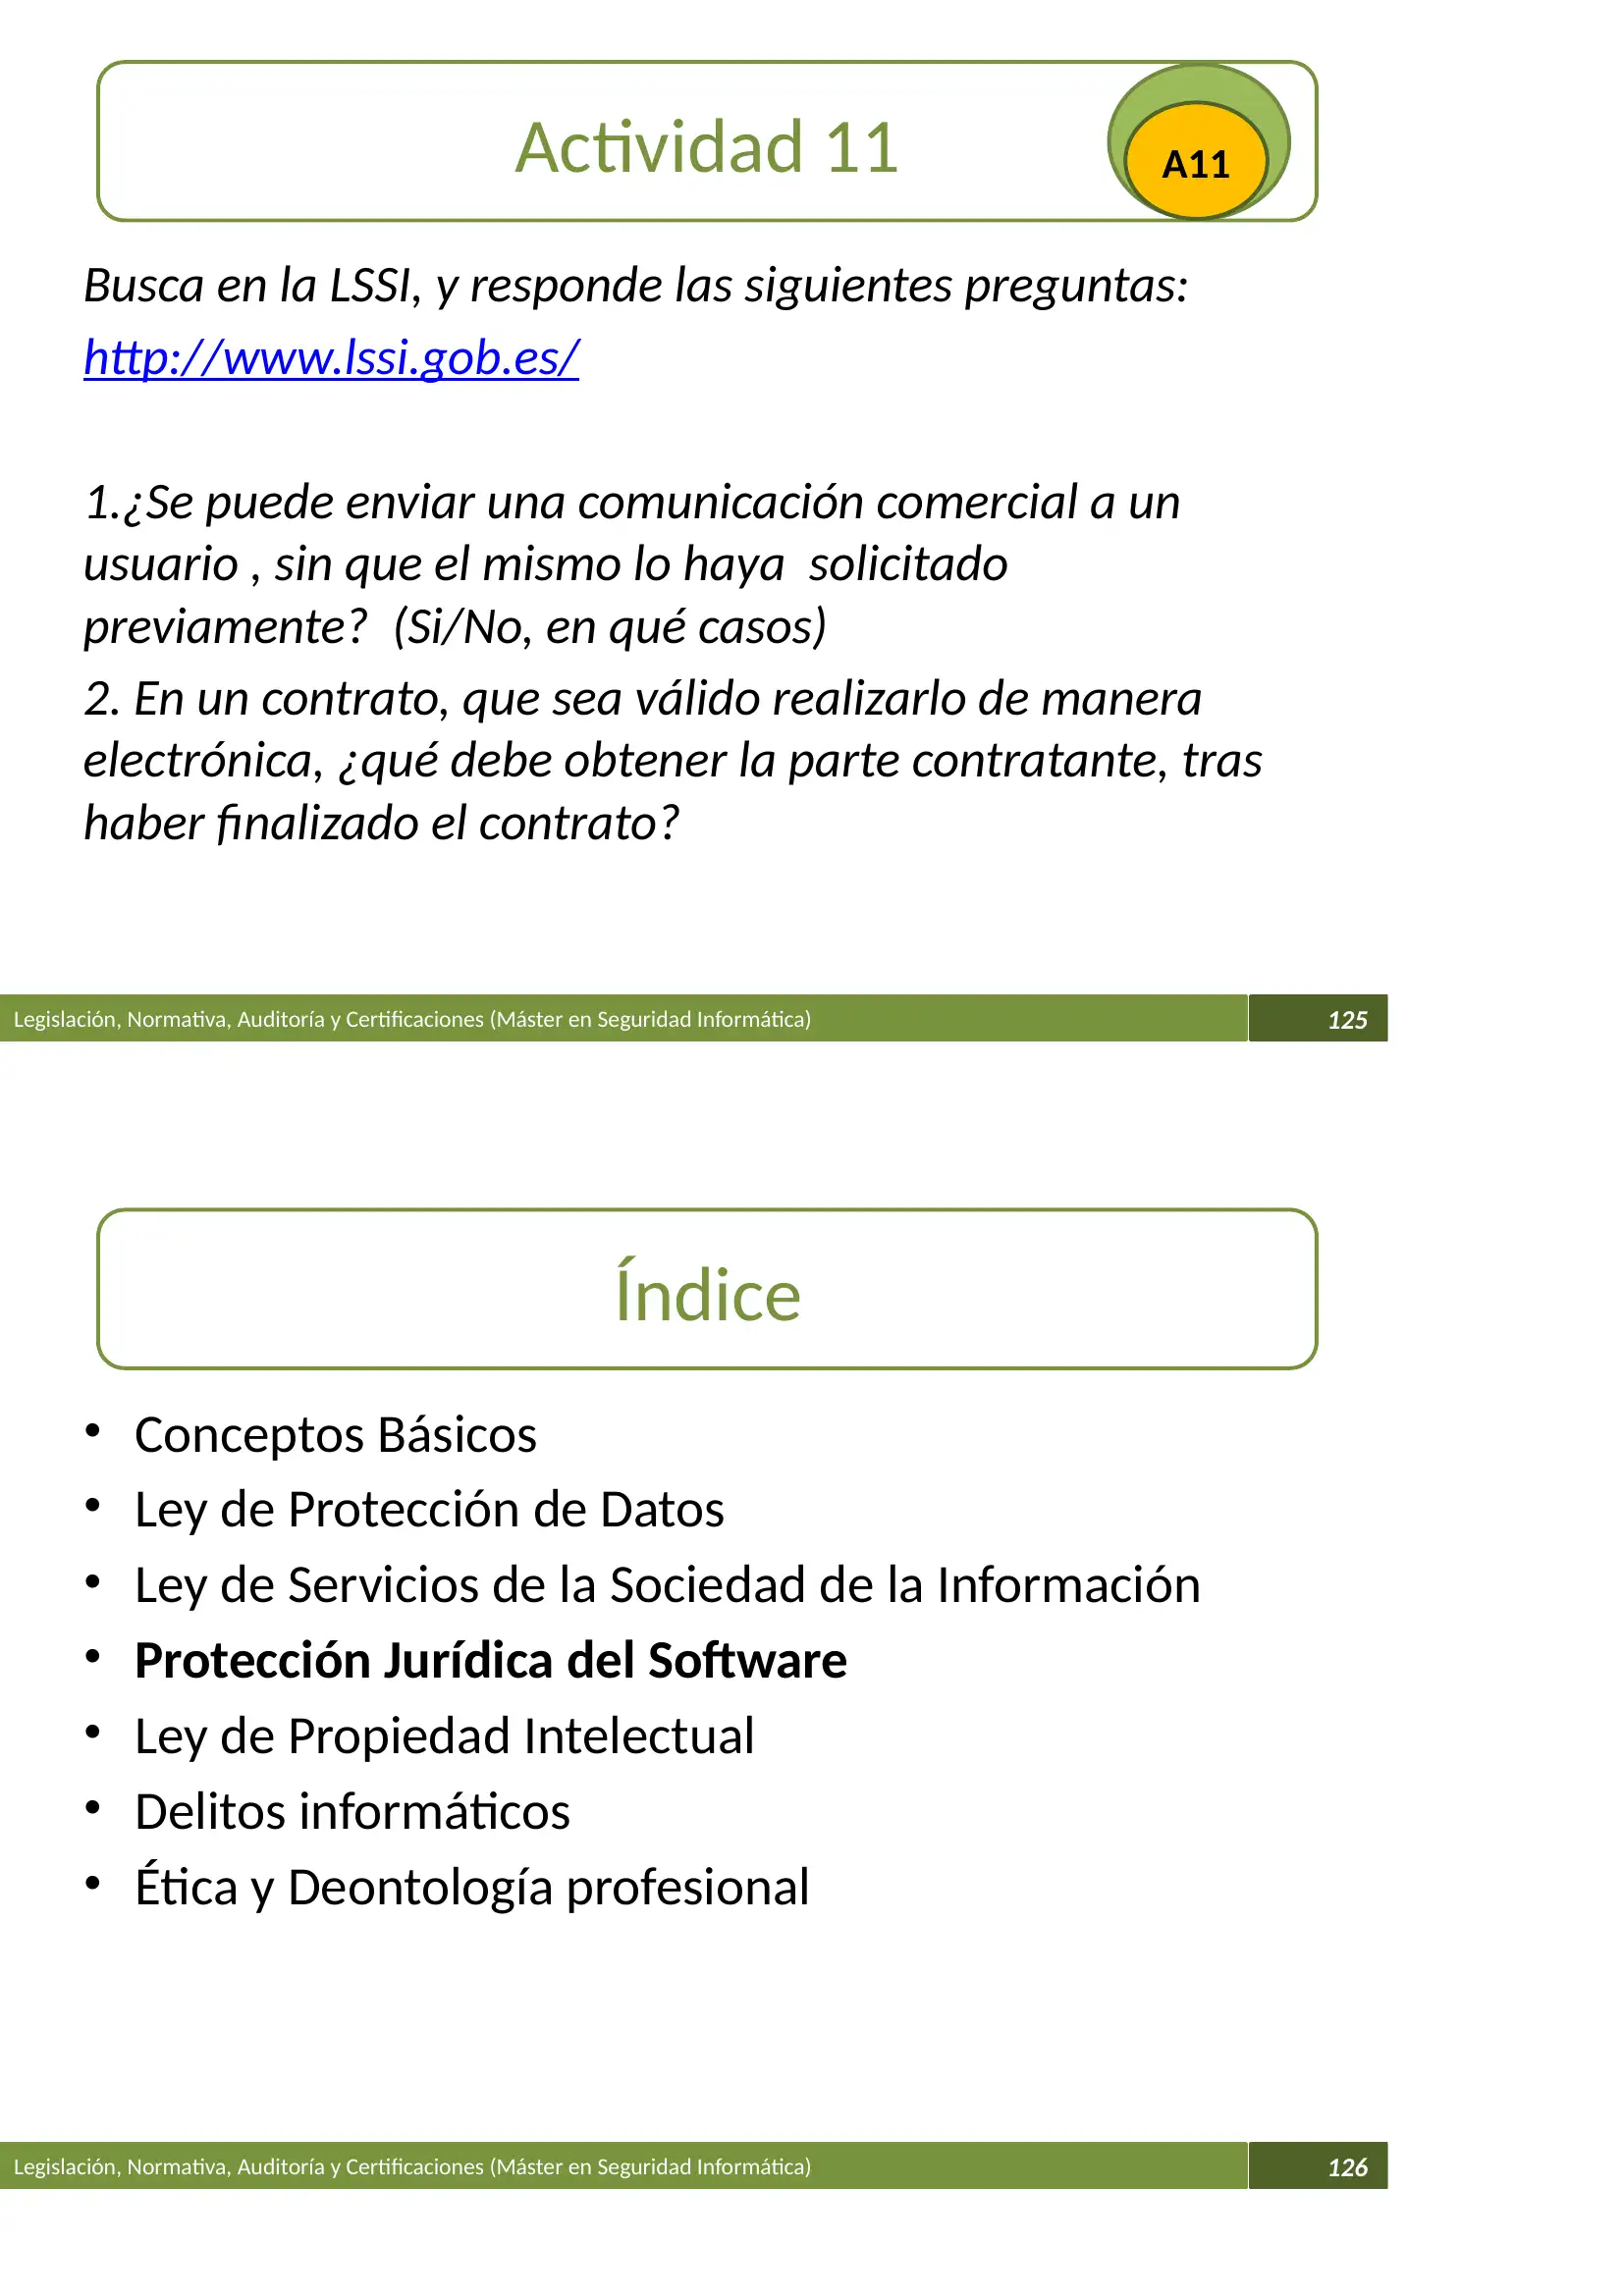 Actividad 11
A11
Busca en la LSSI, y responde las siguientes preguntas:
http://www.lssi.gob.es/
1.¿Se puede enviar una comunicación comercial a un
usuario , sin que el mismo lo haya  solicitado
previamente?  (Si/No, en qué casos)
2. En un contrato, que sea válido realizarlo de manera
electrónica, ¿qué debe obtener la parte contratante, tras
haber finalizado el contrato?
Legislación, Normativa, Auditoría y Certificaciones (Máster en Seguridad Informática)
125
Índice
• Conceptos Básicos
• Ley de Protección de Datos
• Ley de Servicios de la Sociedad de la Información
• Protección Jurídica del Software
• Ley de Propiedad Intelectual
• Delitos informáticos
• Ética y Deontología profesional
Legislación, Normativa, Auditoría y Certificaciones (Máster en Seguridad Informática)
126